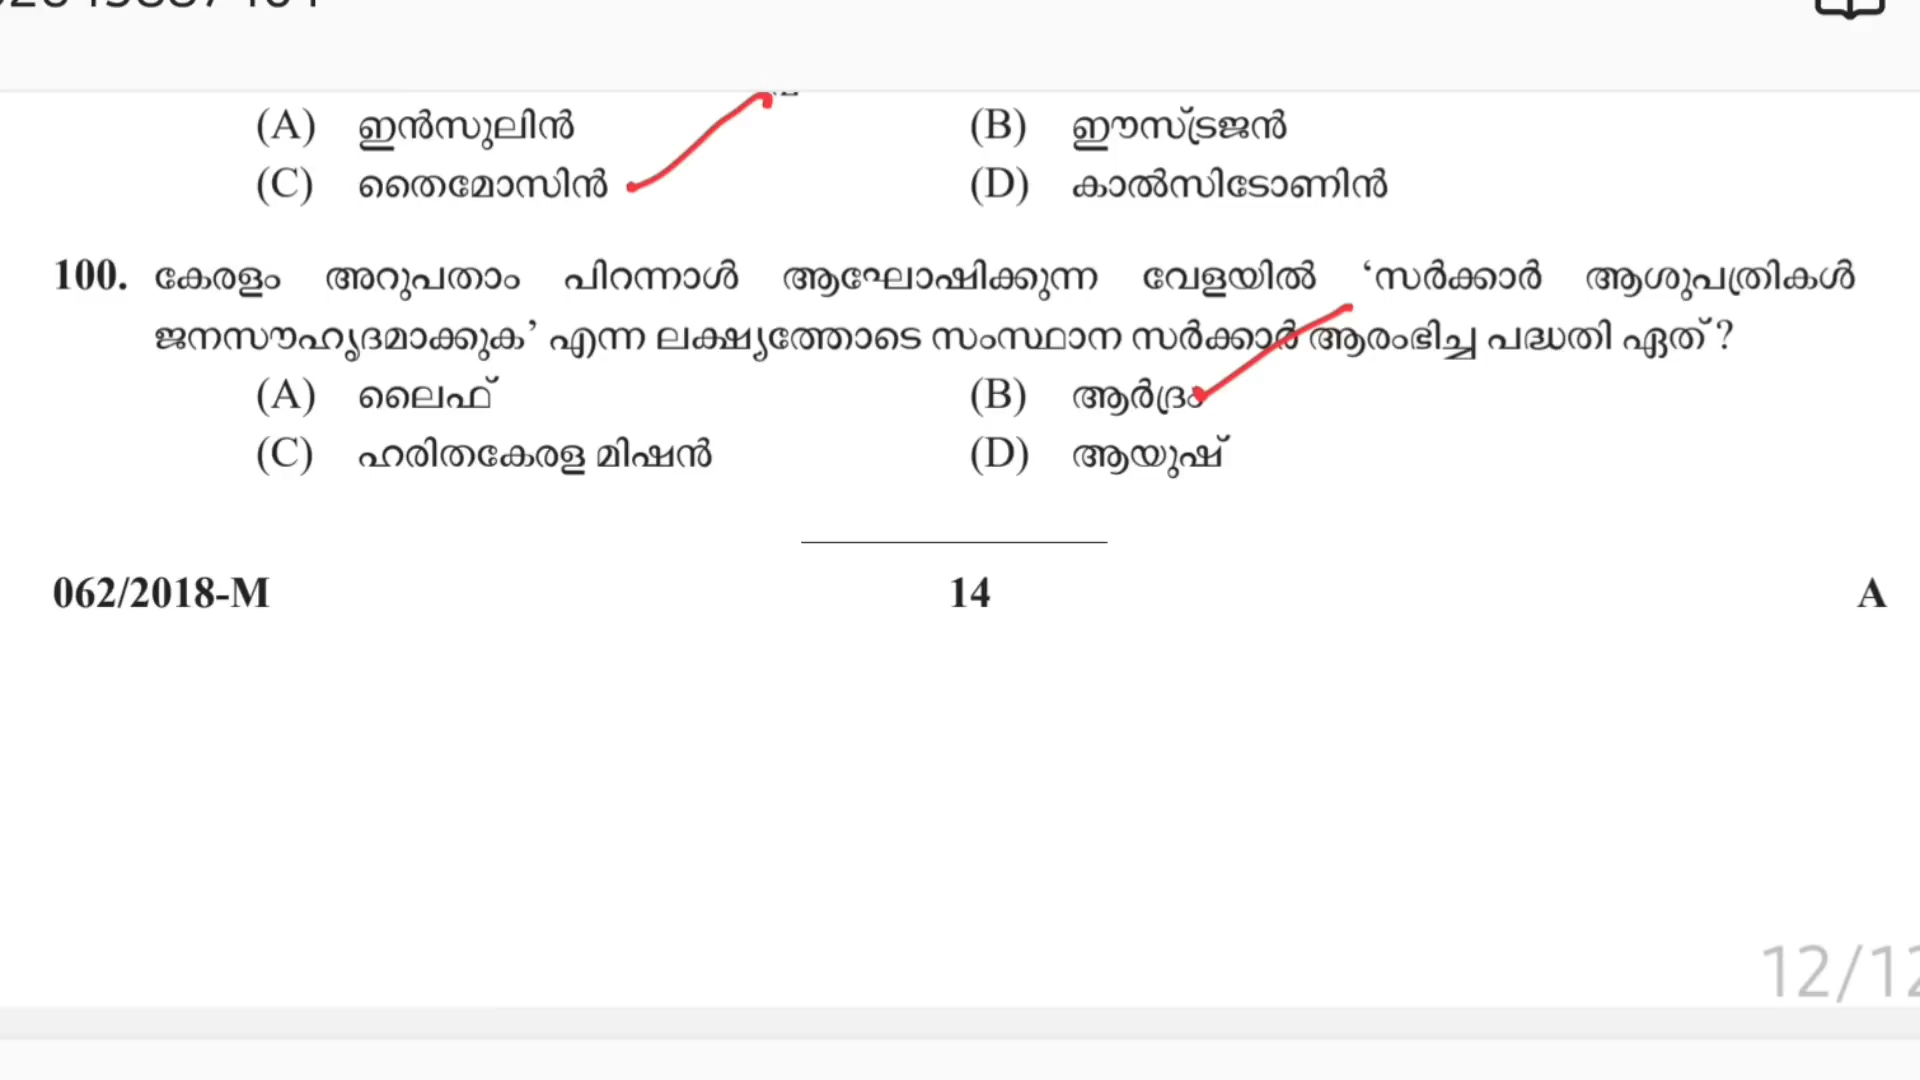 (A) ഇൻസുലിൻ (B) ഈസ്ട്രജൻ
(C) തൈമോസിൻ (D) കാൽസിടോണിൻ
100. കേരളം അറുപതാം പിറന്നാൾ ആഘോഷിക്കുന്ന വേളയിൽ ‘സർക്കാർ ആശുപത്രികൾ
ജനസൗഹൃദമാക്കുക’ എന്ന ലക്ഷ്യത്തോടെ സംസ്ഥാന സർക്കാർ ആരംഭിച്ച പദ്ധതി ഏത് ?
(A) ലൈഫ് (B) ആർദ്രം
(C) ഹരിതകേരള മിഷൻ (D) ആയുഷ്
062/2018-M 14 A
12/12